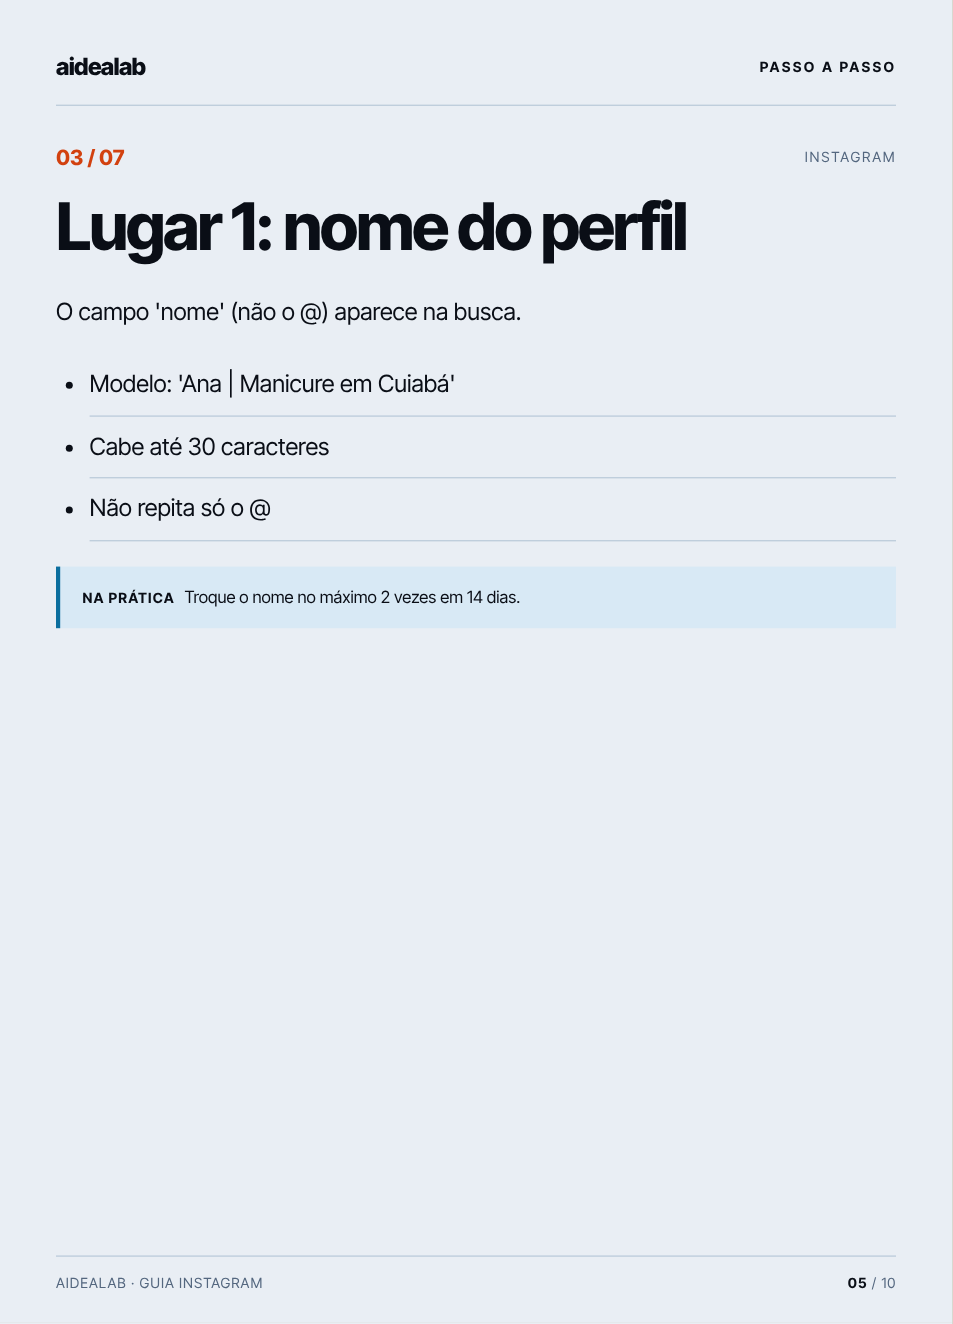 aidealab
PASSO A PASSO
03 / 07
INSTAGRAM
Lugar 1: nome do perfil
O campo 'nome' (não o @) aparece na busca.
• Modelo: 'Ana | Manicure em Cuiabá'
• Cabe até 30 caracteres
• Não repita só o @
NA PRÁTICA Troque o nome no máximo 2 vezes em 14 dias.
AIDEALAB · GUIA INSTAGRAM
05 / 10